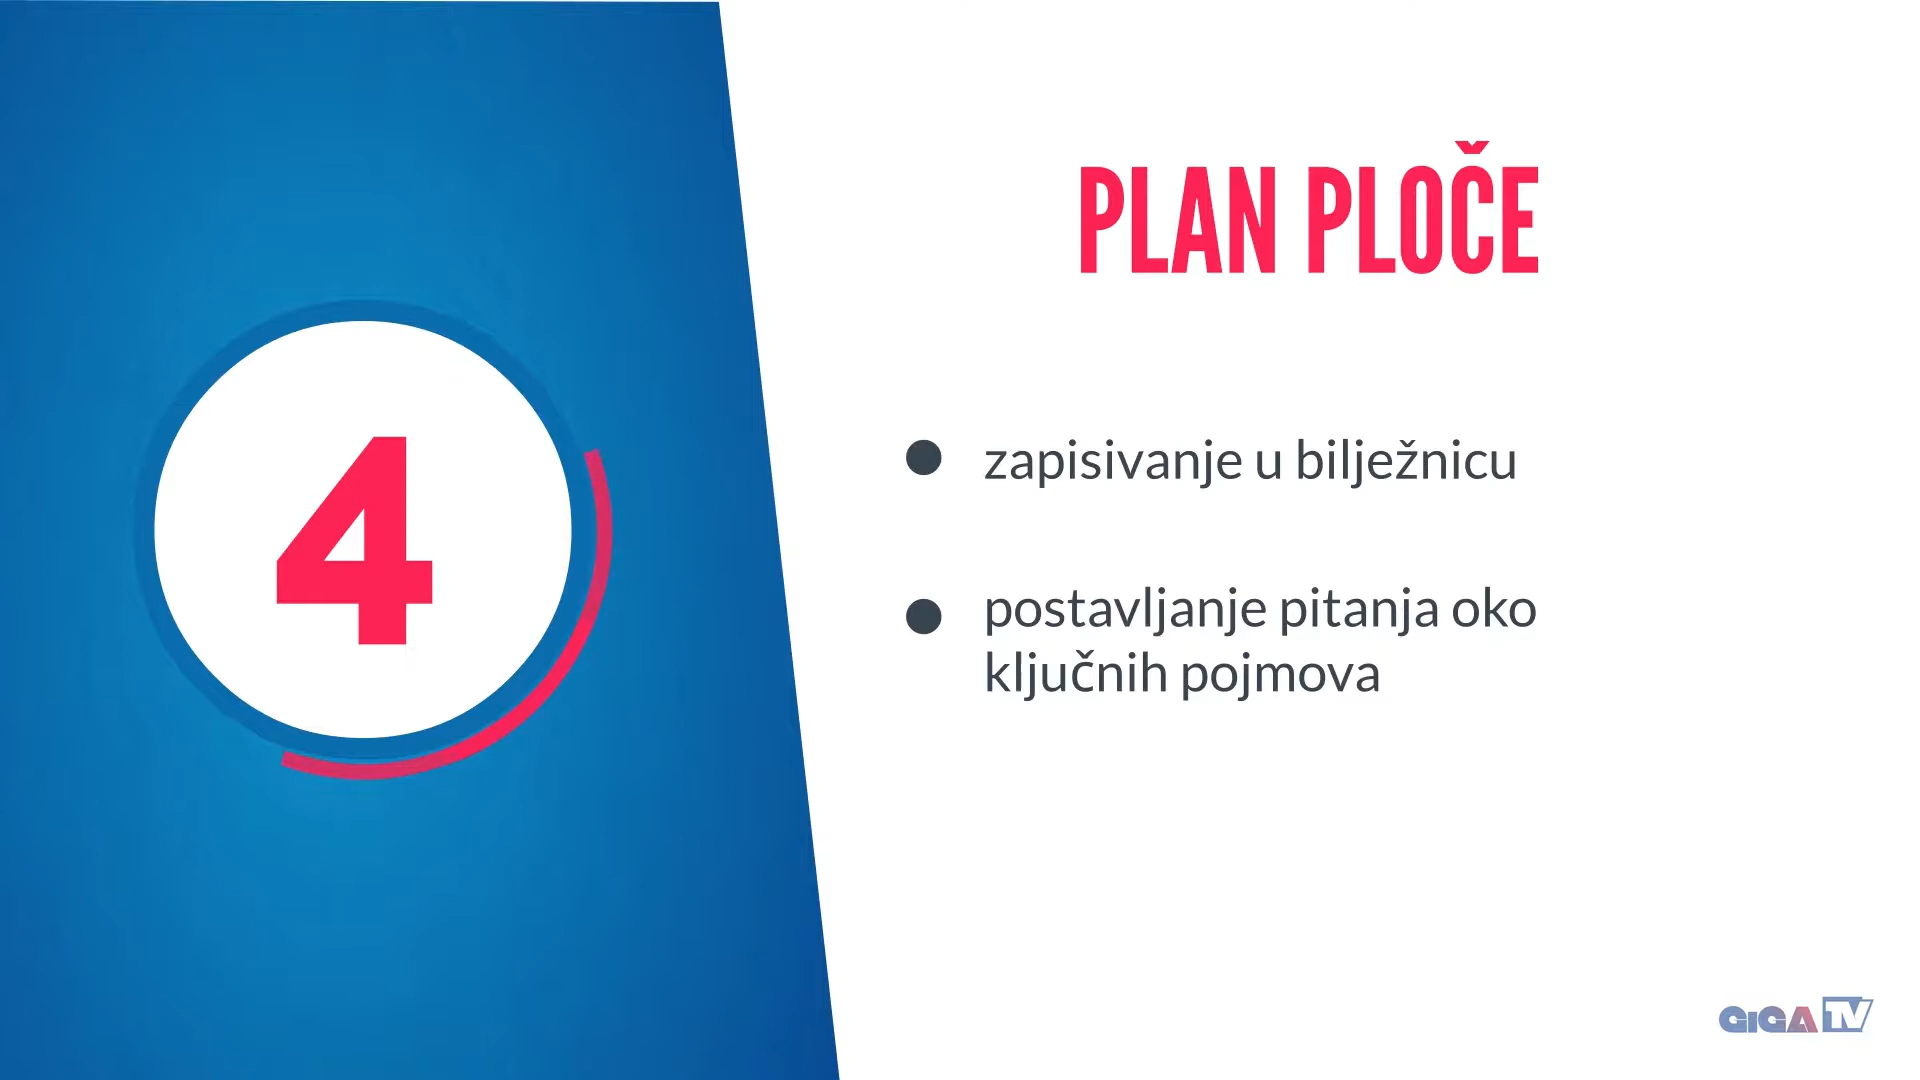 4
PLAN PLOČE
zapisivanje u bilježnicu
postavljanje pitanja oko
ključnih pojmova
GIGA TV